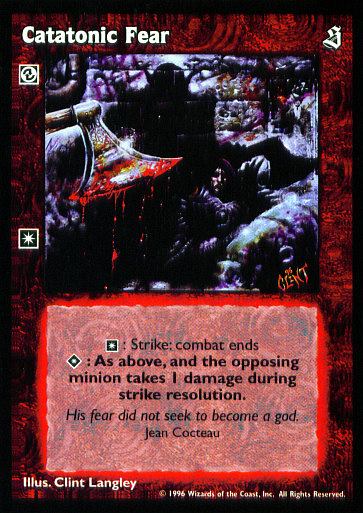 Catatonic Fear
: Strike: combat ends
: As above, and the opposing
minion takes 1 damage during
strike resolution.
His fear did not seek to become a god.
Jean Cocteau
Illus. Clint Langley
© 1996 Wizards of the Coast, Inc. All Rights Reserved.